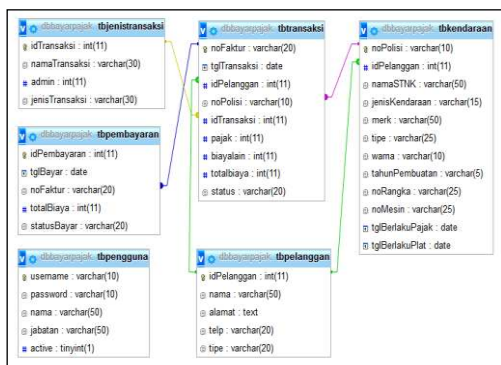 dbbayarpajak tbjenistransaksi
idTransaksi : int(11)
namaTransaksi : varchar(30)
admin : int(11)
jenisTransaksi : varchar(30)
dbbayarpajak tbpembayaran
idPembayaran : int(11)
tglBayar : date
noFaktur : varchar(20)
totalBiaya : int(11)
statusBayar : varchar(20)
dbbayarpajak tbpengguna
username : varchar(10)
password : varchar(10)
nama : varchar(50)
jabatan : varchar(50)
active : tinyint(1)
dbbayarpajak tbtransaksi
noFaktur : varchar(20)
tglTransaksi : date
idPelanggan : int(11)
noPolisi : varchar(10)
idTransaksi : int(11)
pajak : int(11)
biayalain : int(11)
totalbiaya : int(11)
status : varchar(20)
dbbayarpajak tbpelanggan
idPelanggan : int(11)
nama : varchar(50)
alamat : text
telp : varchar(20)
tipe : varchar(20)
dbbayarpajak tbkendaraan
noPolisi : varchar(10)
idPelanggan : int(11)
namaSTNK : varchar(50)
jenisKendaraan : varchar(15)
merk : varchar(50)
tipe : varchar(25)
warna : varchar(10)
tahunPembuatan : varchar(5)
noRangka : varchar(25)
noMesin : varchar(25)
tglBerlakuPajak : date
tglBerlakuPlat : date